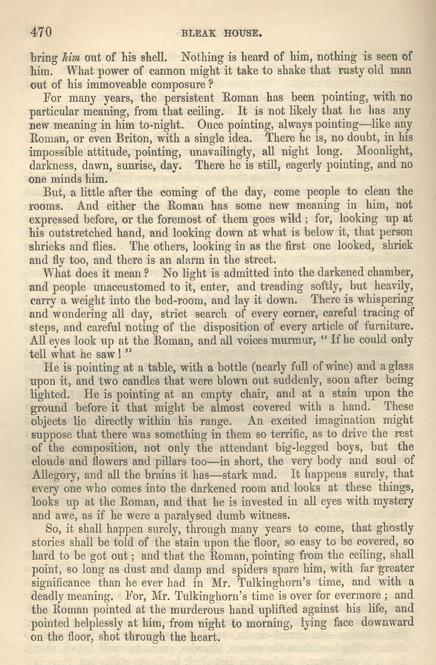 470 BLEAK HOUSE.
bring him out of his shell. Nothing is heard of him, nothing is seen of
him. What power of cannon might it take to shake that rusty old man
out of his immoveable composure?
For many years, the persistent Roman has been pointing, with no
particular meaning, from that ceiling. It is not likely that he has any
new meaning in him to-night. Once pointing, always pointing—like any
Roman, or even Briton, with a single idea. There he is, no doubt, in his
impossible attitude, pointing, unavailingly, all night long. Moonlight,
darkness, dawn, sunrise, day. There he is still, eagerly pointing, and no
one minds him.
But, a little after the coming of the day, come people to clean the
rooms. And either the Roman has some new meaning in him, not
expressed before, or the foremost of them goes wild; for, looking up at
his outstretched hand, and looking down at what is below it, that person
shrieks and flies. The others, looking in as the first one looked, shriek
and fly too, and there is an alarm in the street.
What does it mean? No light is admitted into the darkened chamber,
and people unaccustomed to it, enter, and treading softly, but heavily,
carry a weight into the bed-room, and lay it down. There is whispering
and wondering all day, strict search of every corner, careful tracing of
steps, and careful noting of the disposition of every article of furniture.
All eyes look up at the Roman, and all voices murmur, “If he could only
tell what he saw!”
He is pointing at a table, with a bottle (nearly full of wine) and a glass
upon it, and two candles that were blown out suddenly, soon after being
lighted. He is pointing at an empty chair, and at a stain upon the
ground before it that might be almost covered with a hand. These
objects lie directly within his range. An excited imagination might
suppose that there was something in them so terrific, as to drive the rest
of the composition, not only the attendant big-legged boys, but the
clouds and flowers and pillars too—in short, the very body and soul of
Allegory, and all the brains it has—stark mad. It happens surely, that
every one who comes into the darkened room and looks at these things,
looks up at the Roman, and that he is invested in all eyes with mystery
and awe, as if he were a paralysed dumb witness.
So, it shall happen surely, through many years to come, that ghostly
stories shall be told of the stain upon the floor, so easy to be covered, so
hard to be got out; and that the Roman, pointing from the ceiling, shall
point, so long as dust and damp and spiders spare him, with far greater
significance than he ever had in Mr. Tulkinghorn's time, and with a
deadly meaning. For, Mr. Tulkinghorn's time is over for evermore; and
the Roman pointed at the murderous hand uplifted against his life, and
pointed helplessly at him, from night to morning, lying face downward
on the floor, shot through the heart.